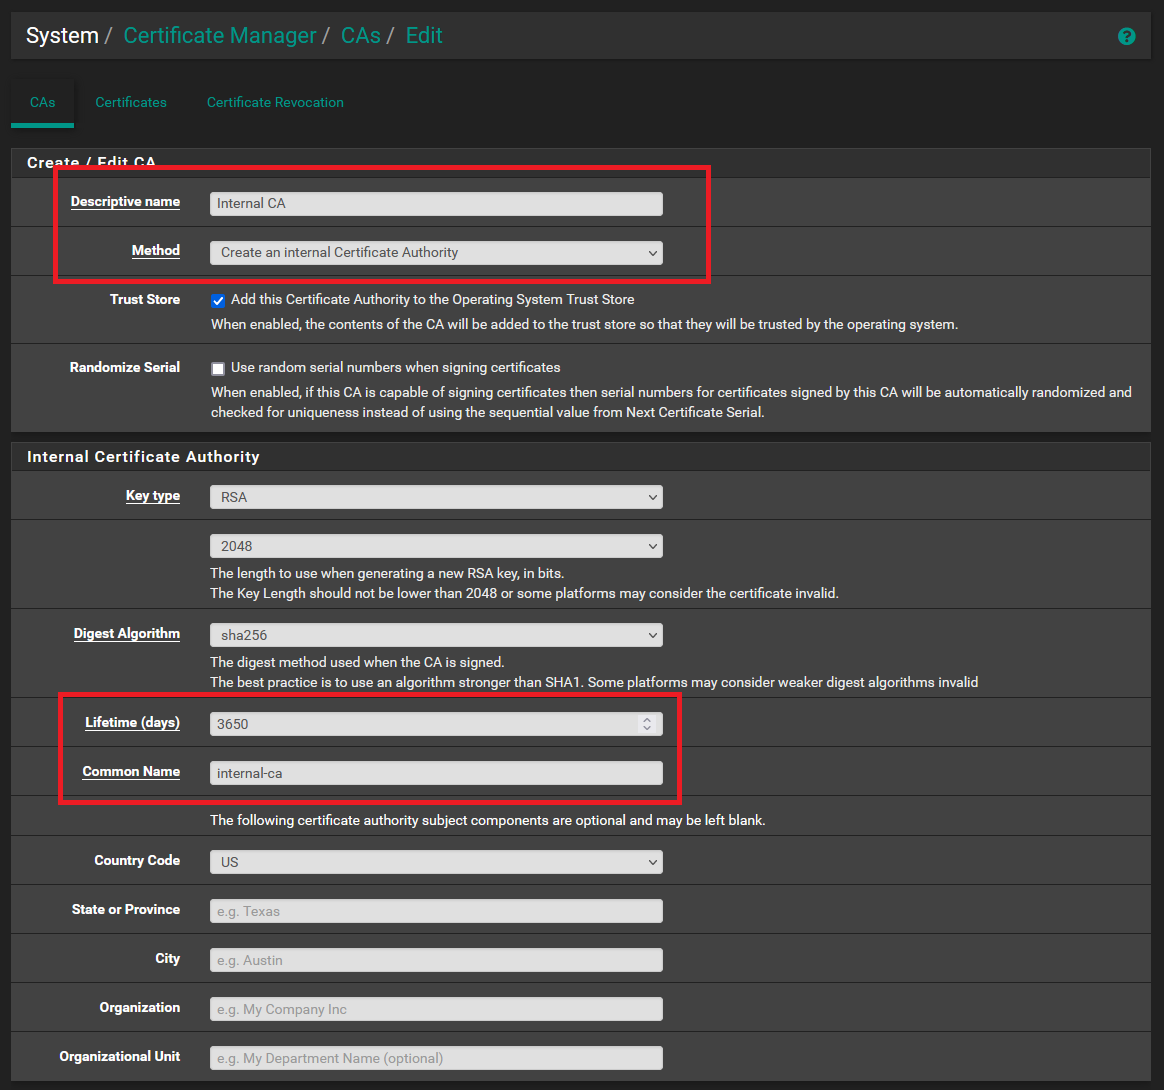 System / Certificate Manager / CAs / Edit
?
CAs Certificates Certificate Revocation
Create / Edit CA
Descriptive name Internal CA
Method Create an internal Certificate Authority
Trust Store Add this Certificate Authority to the Operating System Trust Store
When enabled, the contents of the CA will be added to the trust store so that they will be trusted by the operating system.
Randomize Serial Use random serial numbers when signing certificates
When enabled, if this CA is capable of signing certificates then serial numbers for certificates signed by this CA will be automatically randomized and
checked for uniqueness instead of using the sequential value from Next Certificate Serial.
Internal Certificate Authority
Key type RSA
2048
The length to use when generating a new RSA key, in bits.
The Key Length should not be lower than 2048 or some platforms may consider the certificate invalid.
Digest Algorithm sha256
The digest method used when the CA is signed.
The best practice is to use an algorithm stronger than SHA1. Some platforms may consider weaker digest algorithms invalid
Lifetime (days) 3650
Common Name internal-ca
The following certificate authority subject components are optional and may be left blank.
Country Code US
State or Province e.g. Texas
City e.g. Austin
Organization e.g. My Company Inc
Organizational Unit e.g. My Department Name (optional)